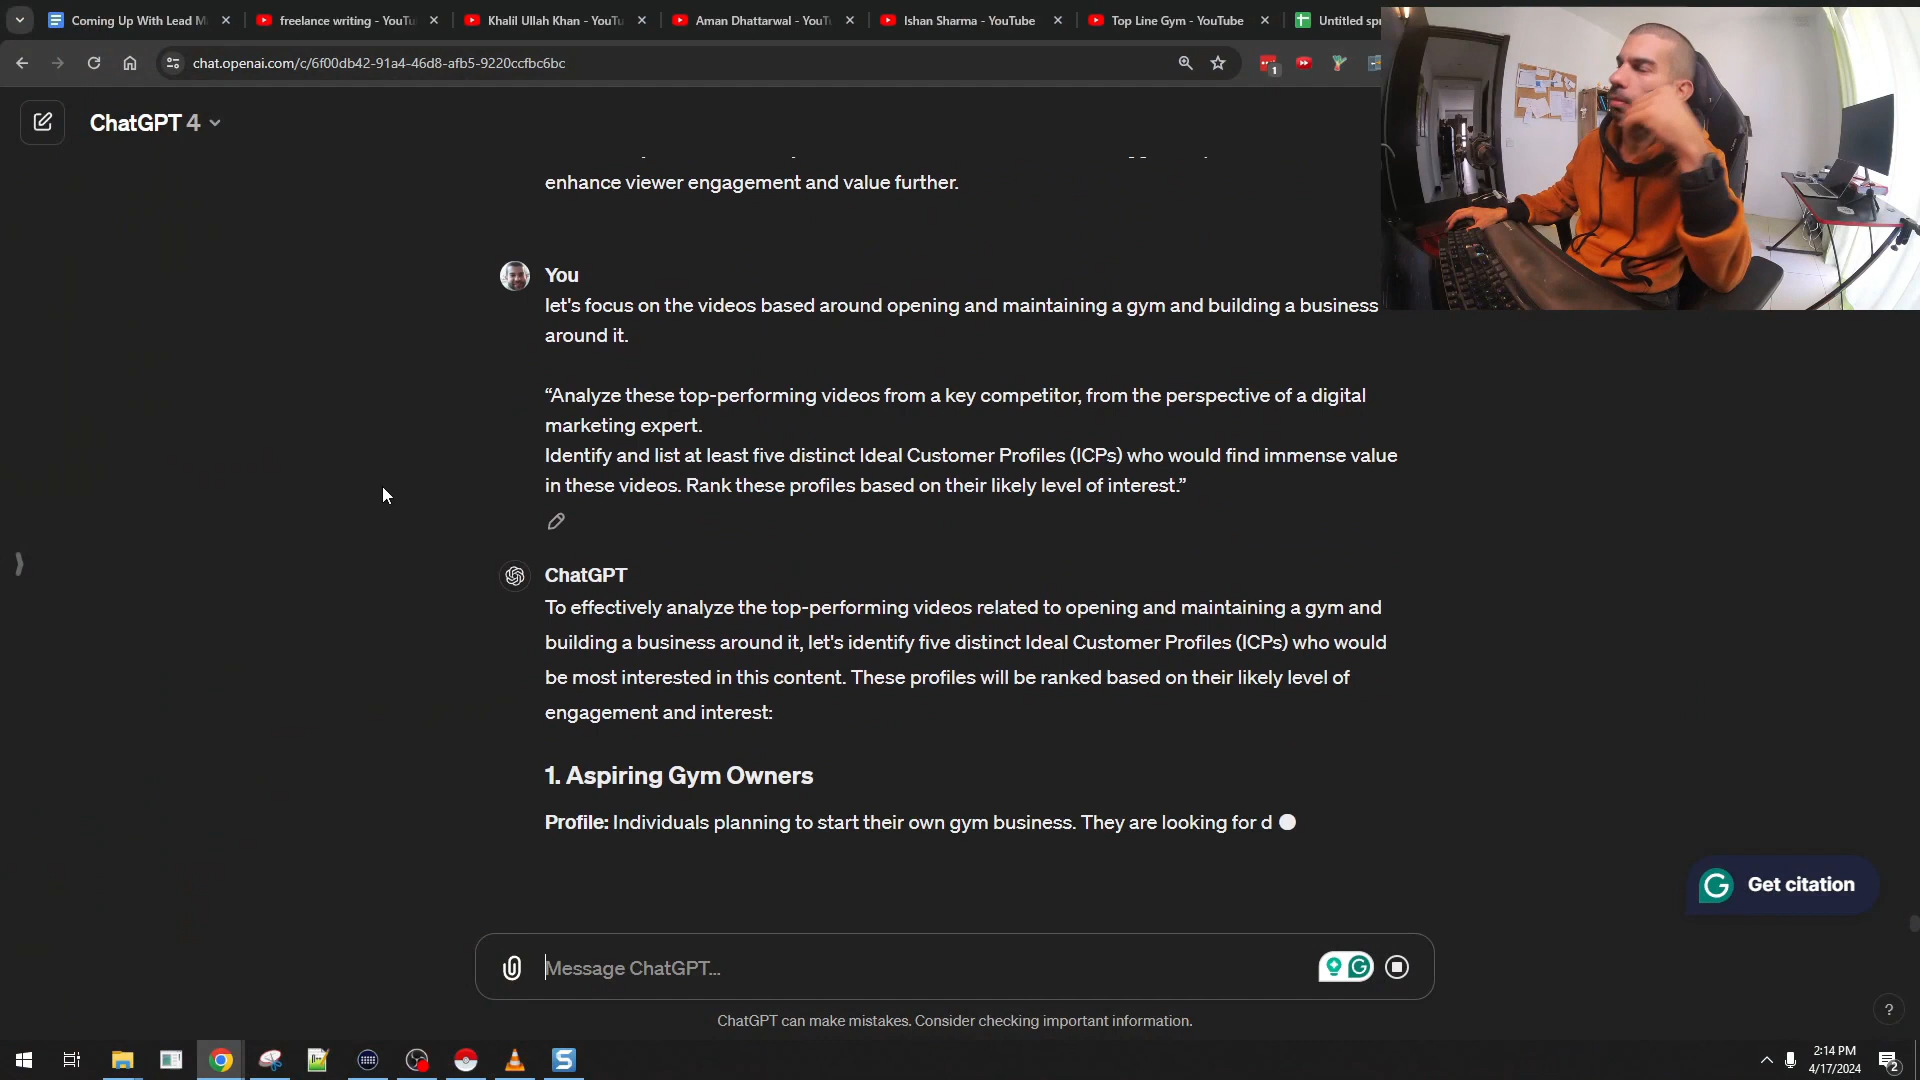 Coming Up With Lead M
freelance writing - YouTu
Khalil Ullah Khan - YouTu
Aman Dhattarwal - YouT
Ishan Sharma - YouTube
Top Line Gym - YouTube
Untitled spr
chat.openai.com/c/6f00db42-91a4-46d8-afb5-9220ccfbc6bc
1
ChatGPT 4
enhance viewer engagement and value further.
You
let's focus on the videos based around opening and maintaining a gym and building a business
around it.
“Analyze these top-performing videos from a key competitor, from the perspective of a digital
marketing expert.
Identify and list at least five distinct Ideal Customer Profiles (ICPs) who would find immense value
in these videos. Rank these profiles based on their likely level of interest.”
ChatGPT
To effectively analyze the top-performing videos related to opening and maintaining a gym and
building a business around it, let's identify five distinct Ideal Customer Profiles (ICPs) who would
be most interested in this content. These profiles will be ranked based on their likely level of
engagement and interest:
1. Aspiring Gym Owners
Profile: Individuals planning to start their own gym business. They are looking for d
Get citation
Message ChatGPT...
ChatGPT can make mistakes. Consider checking important information.
?
2:14 PM
4/17/2024
2